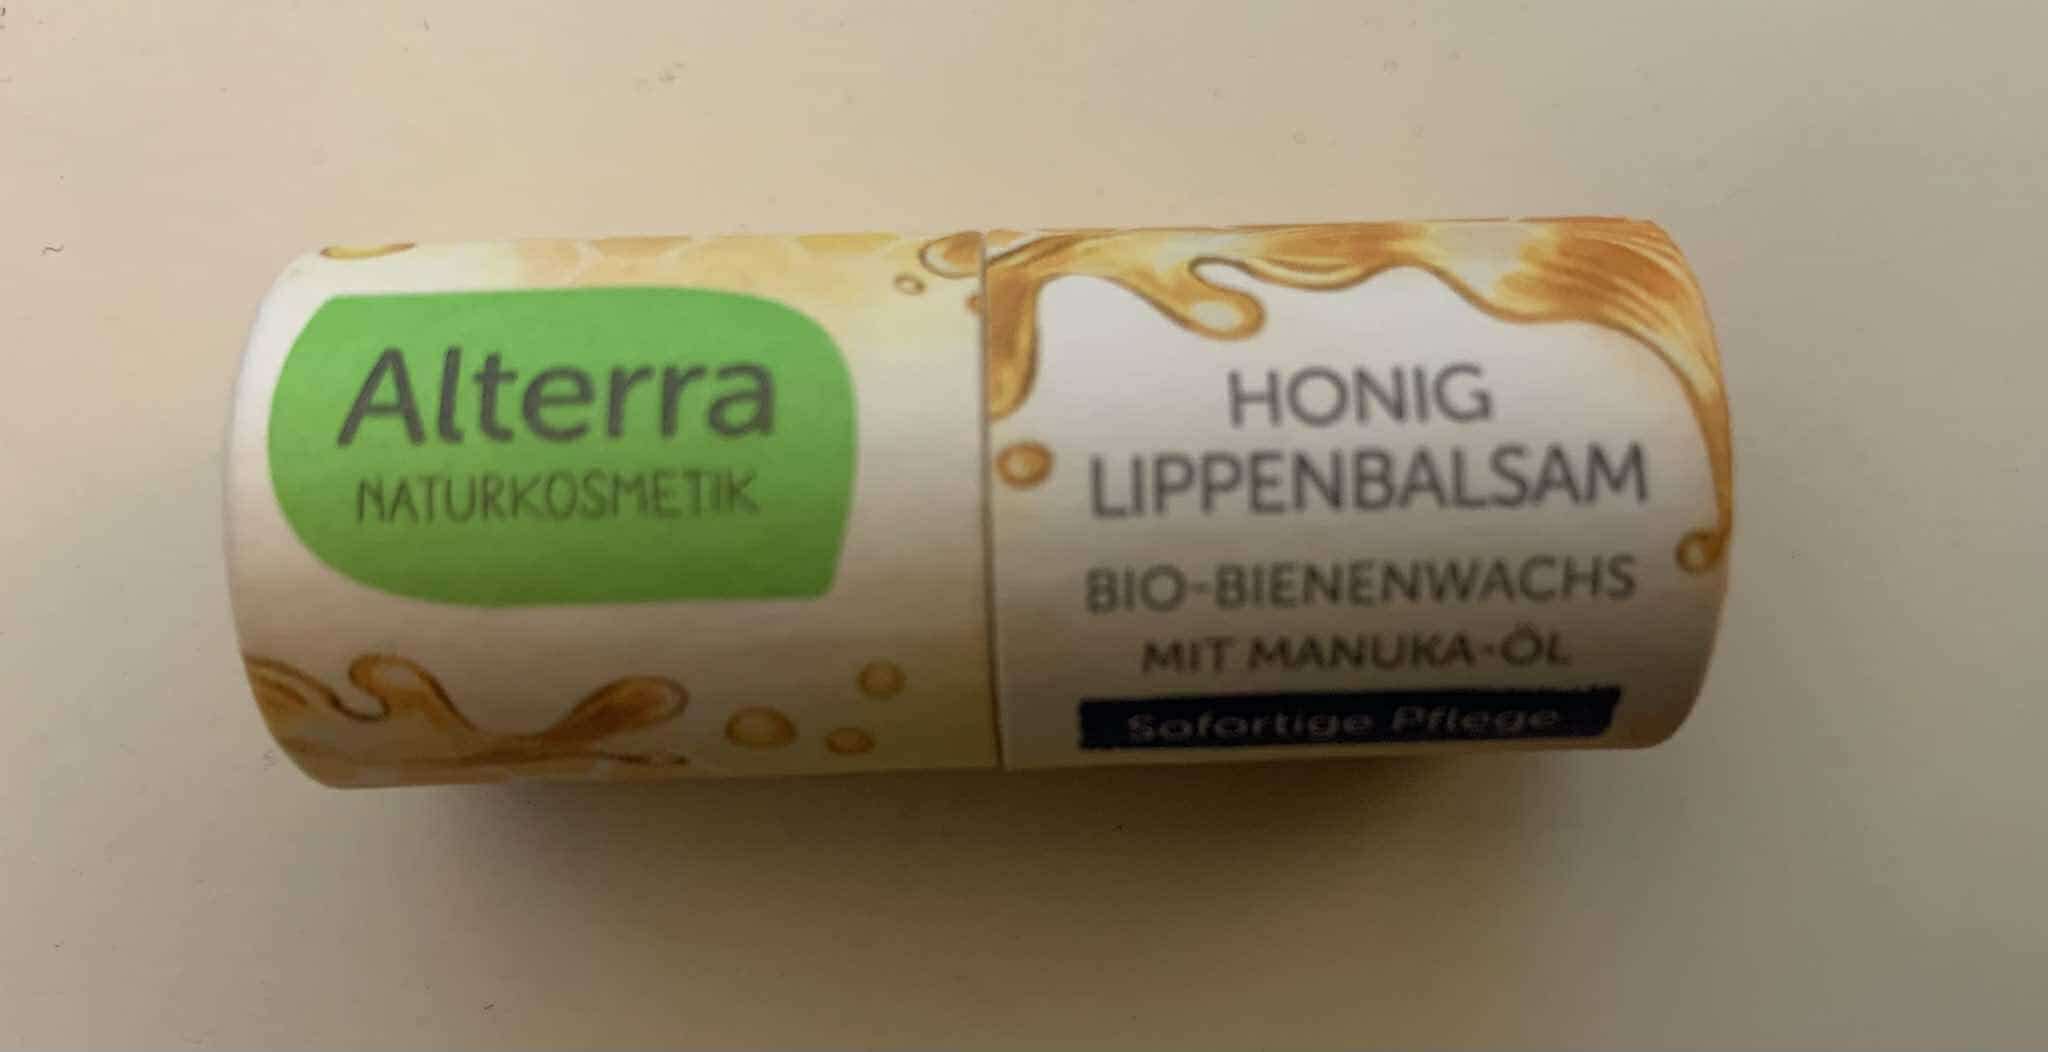 Alterra
NATURKOSMETIK
HONIG
LIPPENBALSAM
BIO-BIENENWACHS
MIT MANUKA-ÖL
Sofortige Pflege